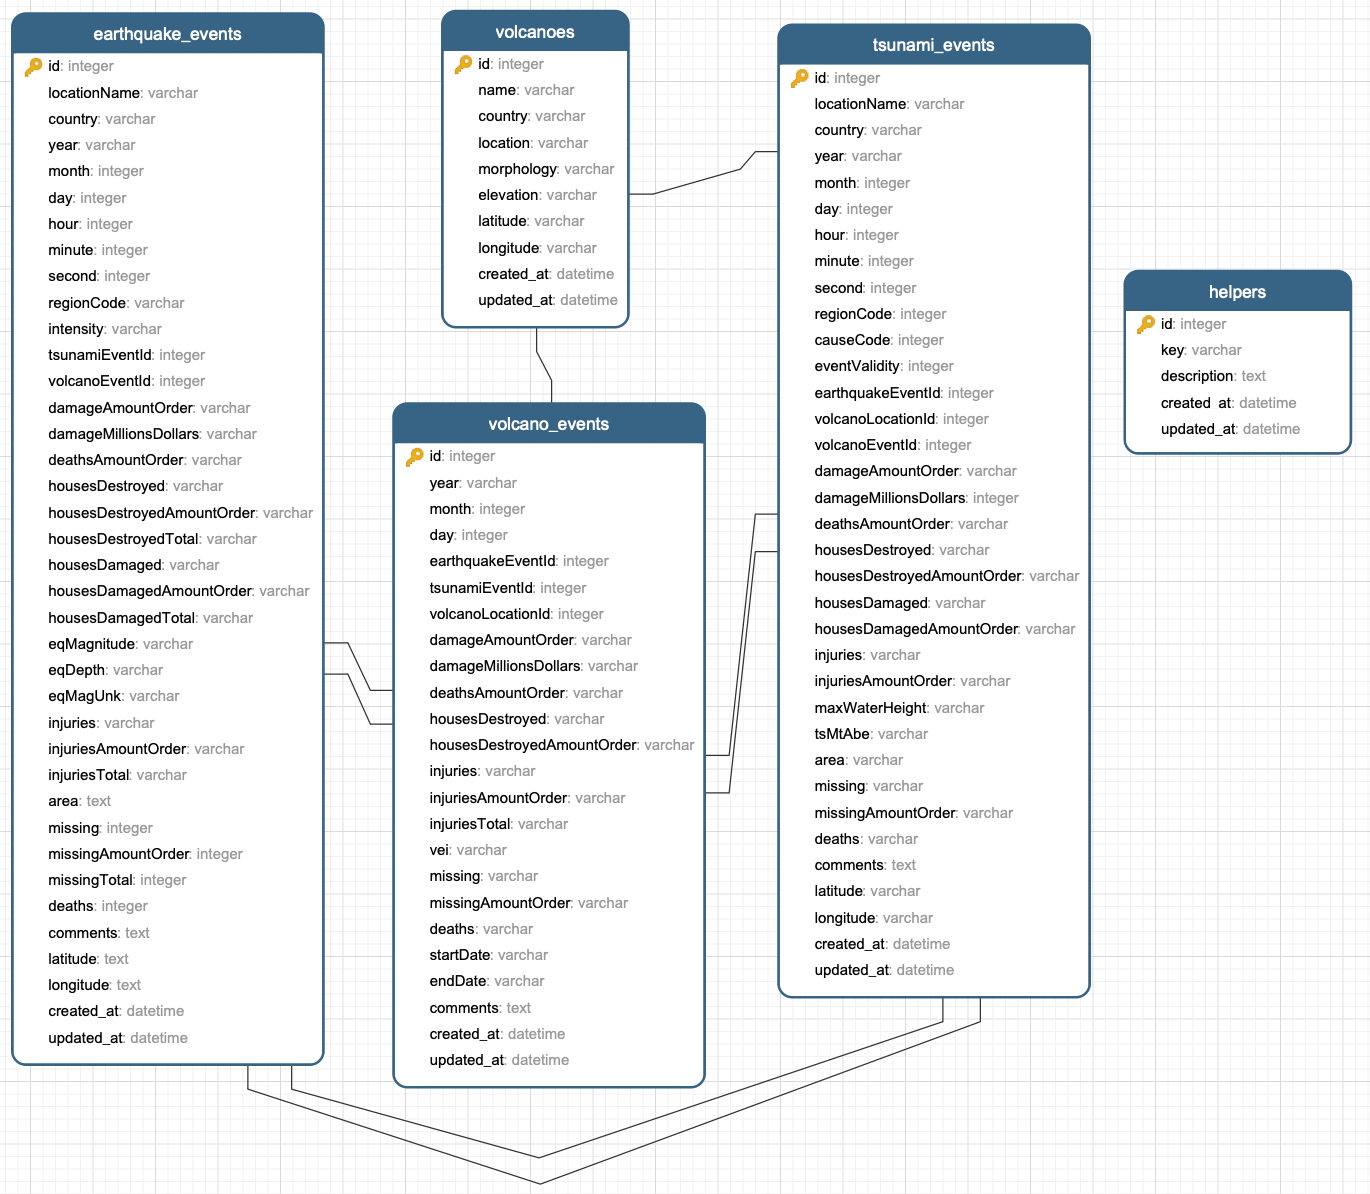 earthquake_events
id: integer
locationName: varchar
country: varchar
year: varchar
month: integer
day: integer
hour: integer
minute: integer
second: integer
regionCode: varchar
intensity: varchar
tsunamiEventId: integer
volcanoEventId: integer
damageAmountOrder: varchar
damageMillionsDollars: varchar
deathsAmountOrder: varchar
housesDestroyed: varchar
housesDestroyedAmountOrder: varchar
housesDestroyedTotal: varchar
housesDamaged: varchar
housesDamagedAmountOrder: varchar
housesDamagedTotal: varchar
eqMagnitude: varchar
eqDepth: varchar
eqMagUnk: varchar
injuries: varchar
injuriesAmountOrder: varchar
injuriesTotal: varchar
area: text
missing: integer
missingAmountOrder: integer
missingTotal: integer
deaths: integer
comments: text
latitude: text
longitude: text
created_at: datetime
updated_at: datetime
volcanoes
id: integer
name: varchar
country: varchar
location: varchar
morphology: varchar
elevation: varchar
latitude: varchar
longitude: varchar
created_at: datetime
updated_at: datetime
volcano_events
id: integer
year: varchar
month: integer
day: integer
earthquakeEventId: integer
tsunamiEventId: integer
volcanoLocationId: integer
damageAmountOrder: varchar
damageMillionsDollars: varchar
deathsAmountOrder: varchar
housesDestroyed: varchar
housesDestroyedAmountOrder: varchar
injuries: varchar
injuriesAmountOrder: varchar
injuriesTotal: varchar
vei: varchar
missing: varchar
missingAmountOrder: varchar
deaths: varchar
startDate: varchar
endDate: varchar
comments: text
created_at: datetime
updated_at: datetime
tsunami_events
id: integer
locationName: varchar
country: varchar
year: varchar
month: integer
day: integer
hour: integer
minute: integer
second: integer
regionCode: integer
causeCode: integer
eventValidity: integer
earthquakeEventId: integer
volcanoLocationId: integer
volcanoEventId: integer
damageAmountOrder: varchar
damageMillionsDollars: integer
deathsAmountOrder: varchar
housesDestroyed: varchar
housesDestroyedAmountOrder: varchar
housesDamaged: varchar
housesDamagedAmountOrder: varchar
injuries: varchar
injuriesAmountOrder: varchar
maxWaterHeight: varchar
tsMtAbe: varchar
area: varchar
missing: varchar
missingAmountOrder: varchar
deaths: varchar
comments: text
latitude: varchar
longitude: varchar
created_at: datetime
updated_at: datetime
helpers
id: integer
key: varchar
description: text
created_at: datetime
updated_at: datetime